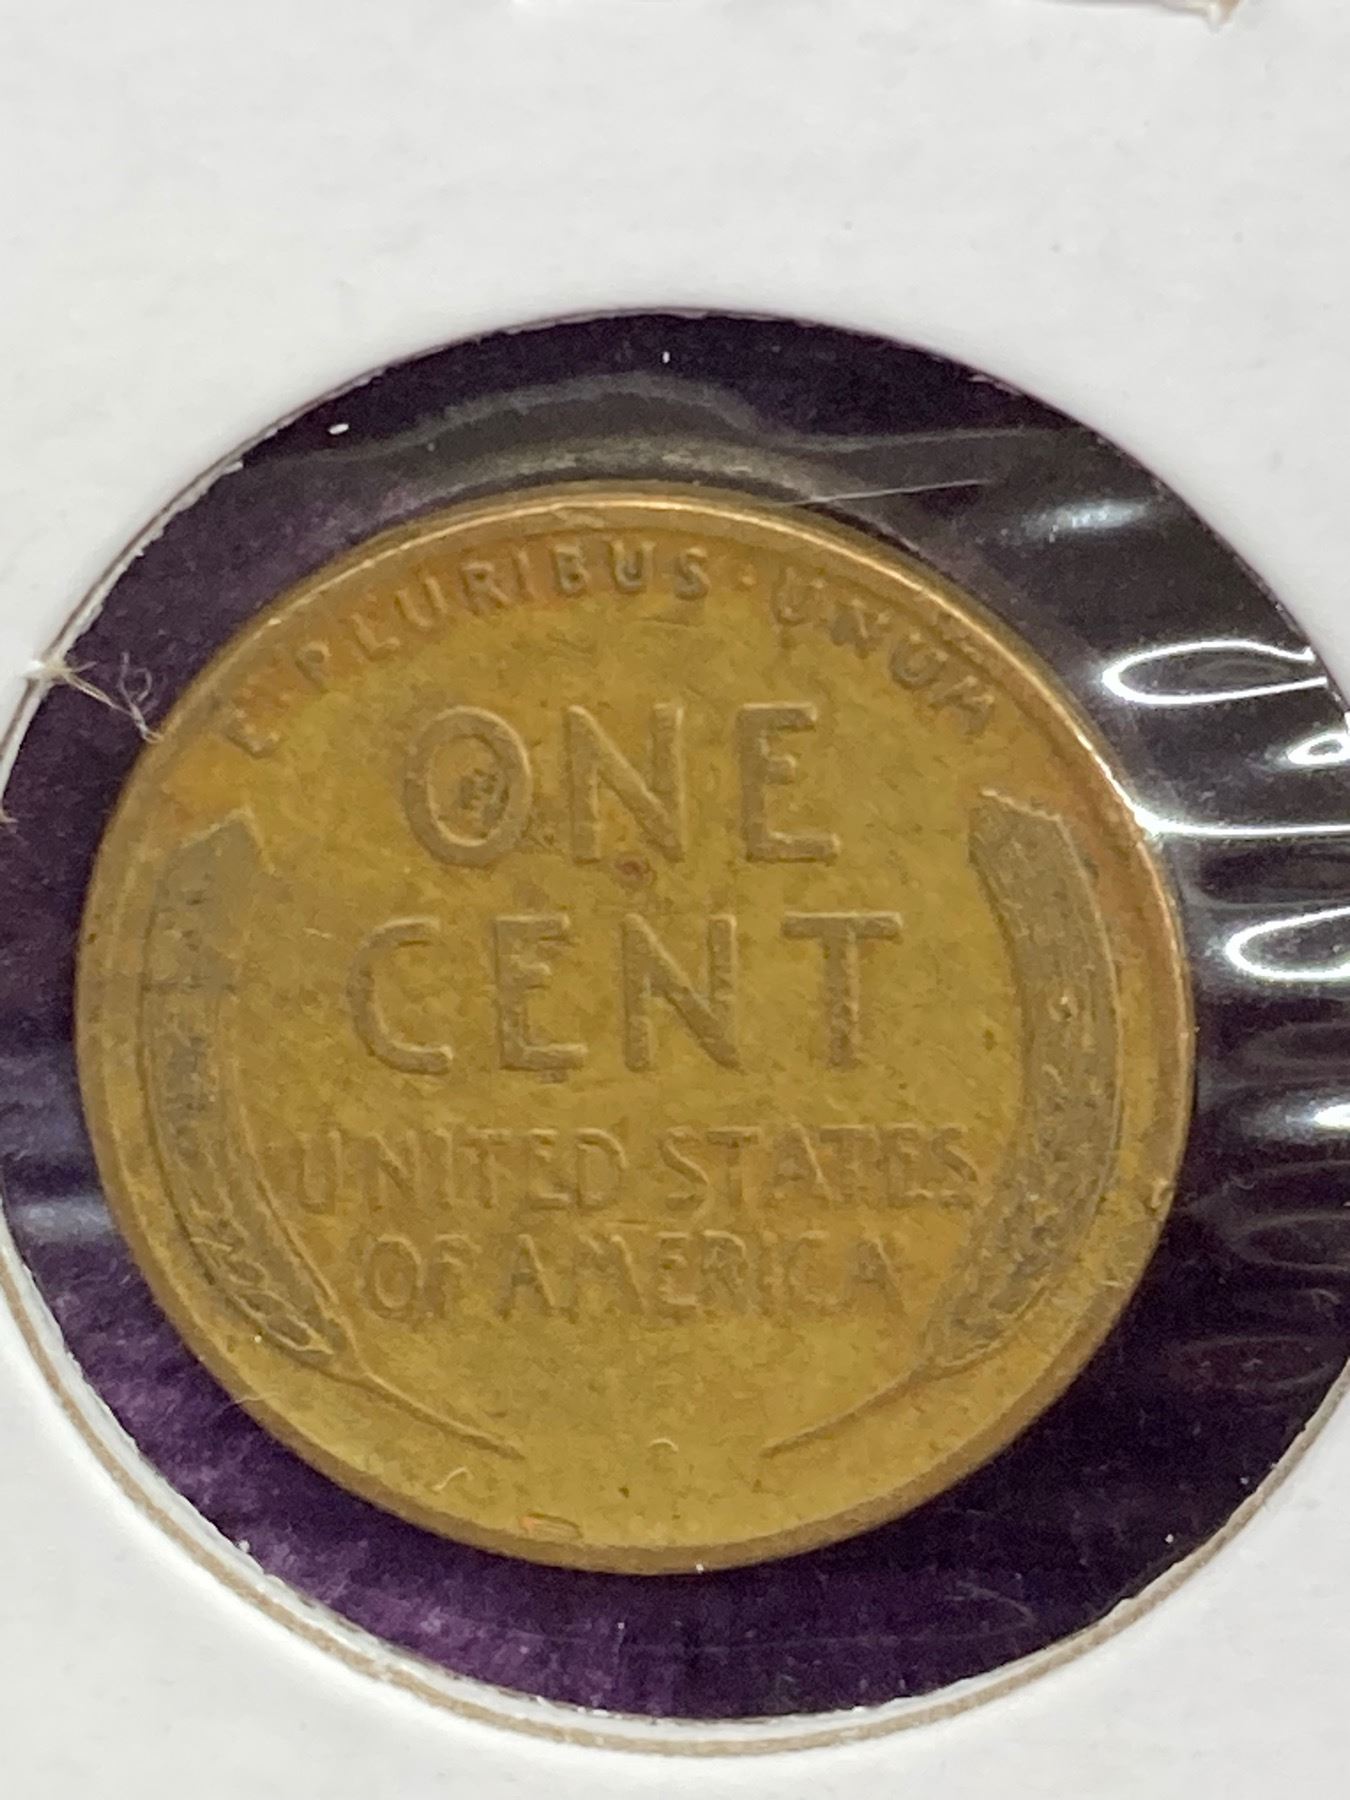 E·PLURIBUS·UNUM
ONE
CENT
UNITED STATES
OF AMERICA